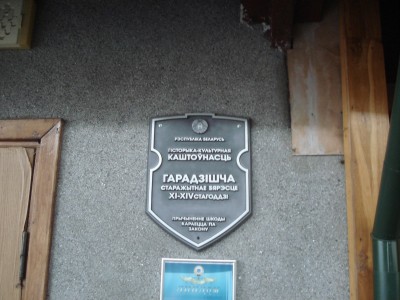 РЭСПУБЛІКА БЕЛАРУСЬ
ГІСТОРЫКА-КУЛЬТУРНАЯ
КАШТОЎНАСЦЬ
ГАРАДЗІШЧА
СТАРАЖЫТНАЕ БЯРЭСЦЕ
XI-XIV СТАГОДДЗІ
ПРЫЧЫНЕННЕ ШКОДЫ
КАРАЕЦЦА ПА
ЗАКОНУ